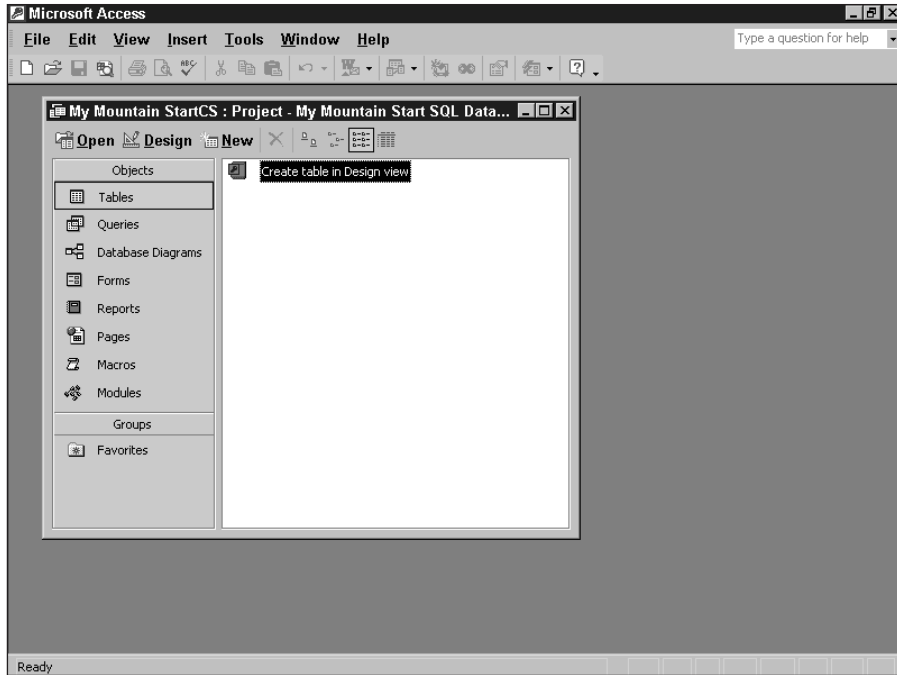 Microsoft Access
File Edit View Insert Tools Window Help
Type a question for help
My Mountain StartCS : Project - My Mountain Start SQL Data...
Open Design New
Objects
Create table in Design view
Tables
Queries
Database Diagrams
Forms
Reports
Pages
Macros
Modules
Groups
Favorites
Ready